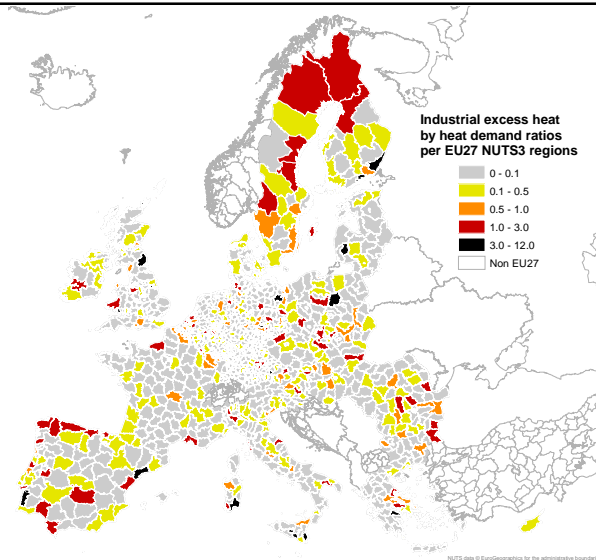 Industrial excess heat
by heat demand ratios
per EU27 NUTS3 regions
0 - 0.1
0.1 - 0.5
0.5 - 1.0
1.0 - 3.0
3.0 - 12.0
Non EU27
NUTS data © EuroGeographics for the administrative boundar